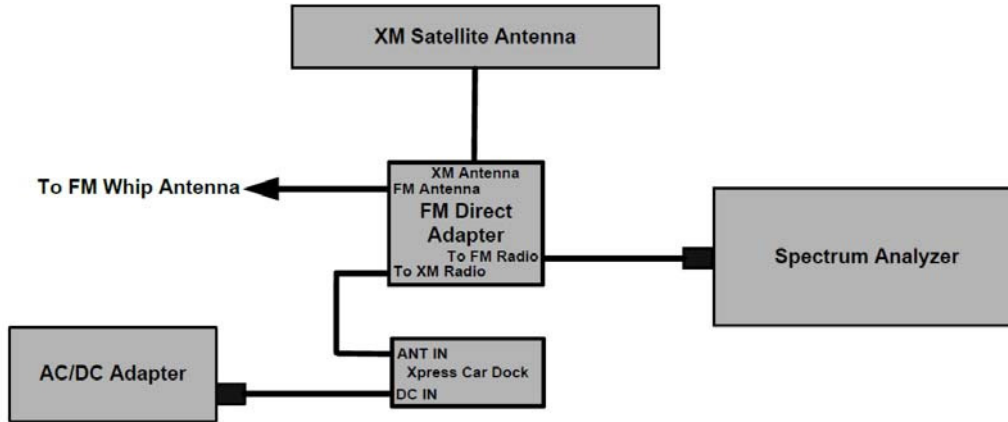 XM Satellite Antenna
To FM Whip Antenna
XM Antenna
FM Antenna
FM Direct
Adapter
To FM Radio
To XM Radio
Spectrum Analyzer
AC/DC Adapter
ANT IN
Xpress Car Dock
DC IN